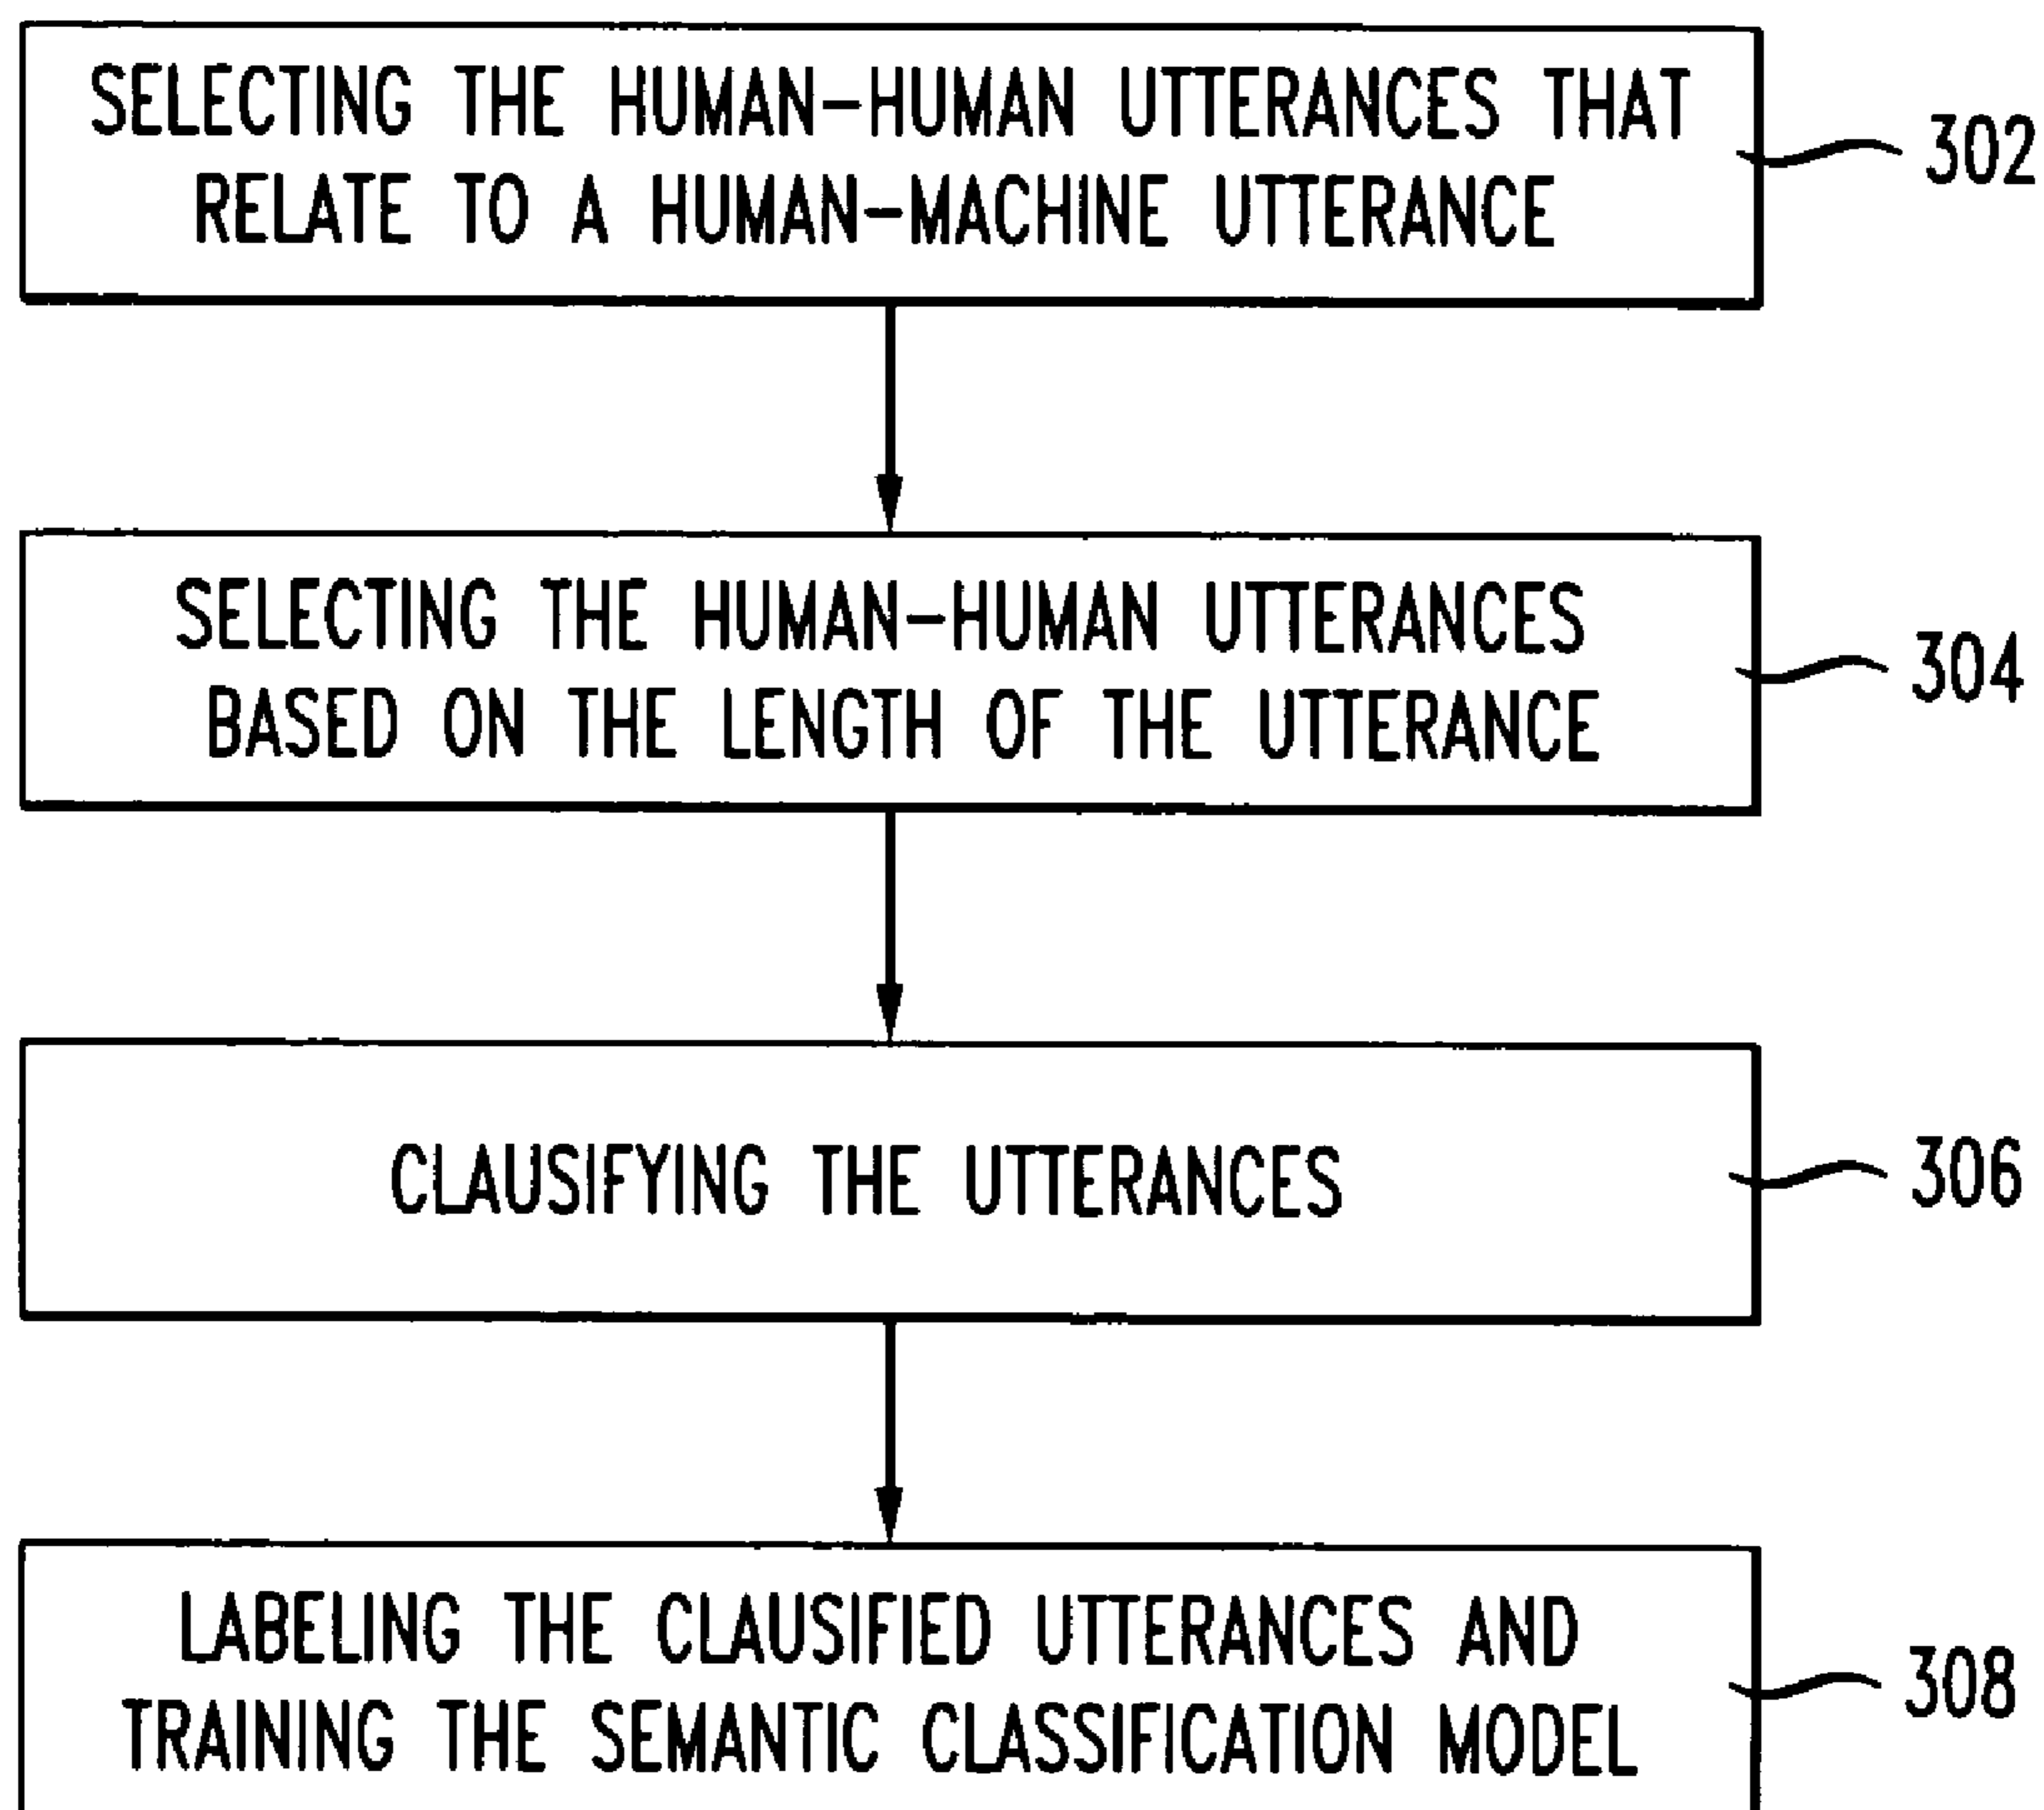 SELECTING THE HUMAN-HUMAN UTTERANCES THAT
RELATE TO A HUMAN-MACHINE UTTERANCE
302
SELECTING THE HUMAN-HUMAN UTTERANCES
BASED ON THE LENGTH OF THE UTTERANCE
304
CLAUSIFYING THE UTTERANCES
306
LABELING THE CLAUSIFIED UTTERANCES AND
TRAINING THE SEMANTIC CLASSIFICATION MODEL
308